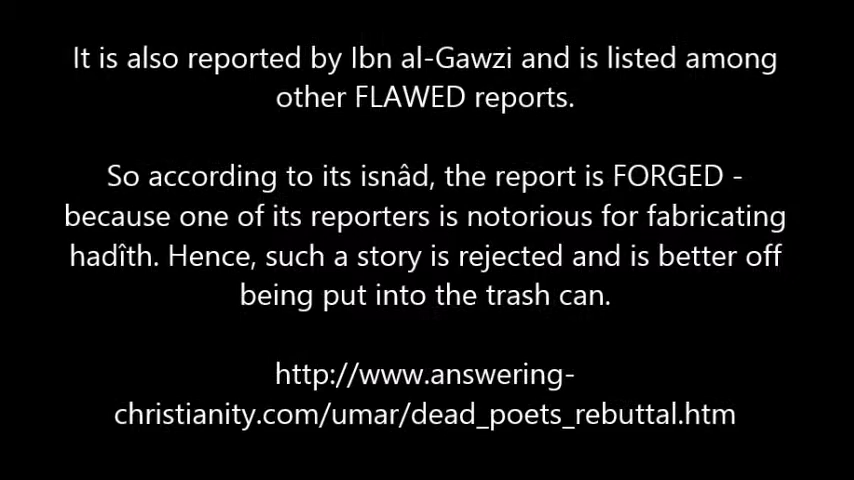 It is also reported by Ibn al-Gawzi and is listed among
other FLAWED reports.
So according to its isnâd, the report is FORGED -
because one of its reporters is notorious for fabricating
hadîth. Hence, such a story is rejected and is better off
being put into the trash can.
http://www.answering-
christianity.com/umar/dead_poets_rebuttal.htm